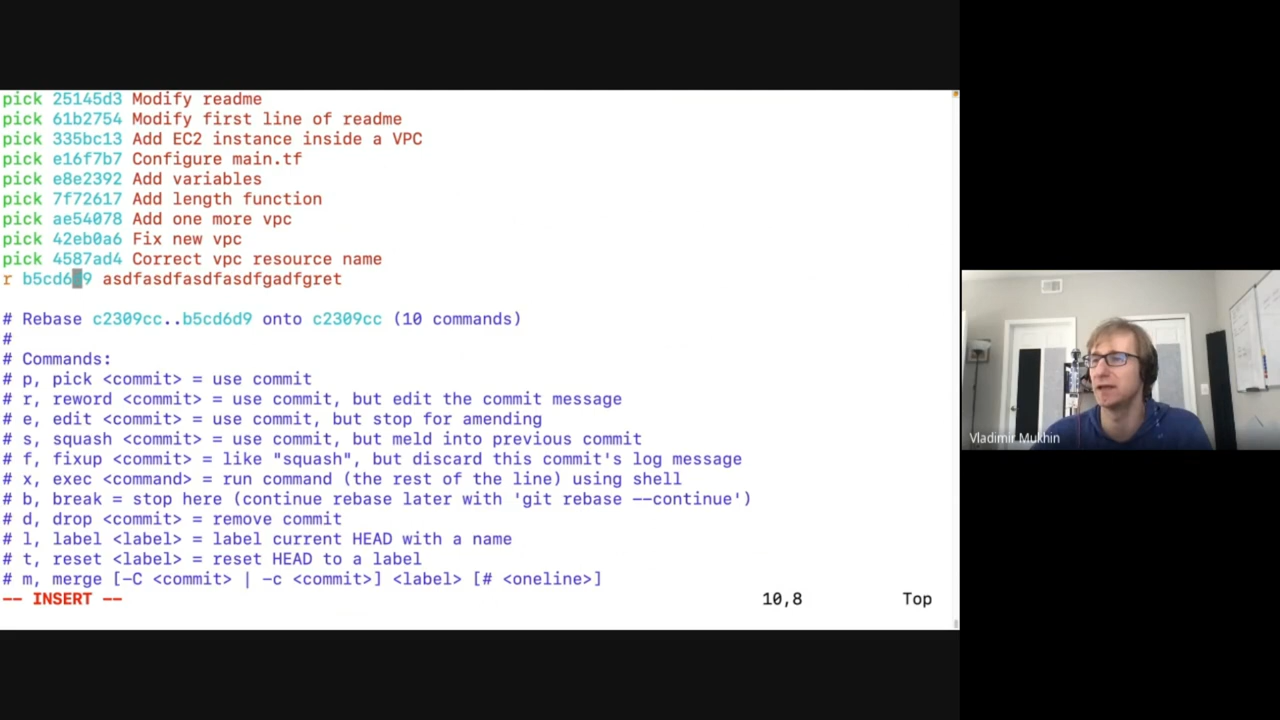 pick 25145d3 Modify readme
pick 61b2754 Modify first line of readme
pick 335bc13 Add EC2 instance inside a VPC
pick e16f7b7 Configure main.tf
pick e8e2392 Add variables
pick 7f72617 Add length function
pick ae54078 Add one more vpc
pick 42eb0a6 Fix new vpc
pick 4587ad4 Correct vpc resource name
r b5cd6d9 asdfasdfasdfasdfgadfgret
# Rebase c2309cc..b5cd6d9 onto c2309cc (10 commands)
#
# Commands:
# p, pick <commit> = use commit
# r, reword <commit> = use commit, but edit the commit message
# e, edit <commit> = use commit, but stop for amending
# s, squash <commit> = use commit, but meld into previous commit
# f, fixup <commit> = like "squash", but discard this commit's log message
# x, exec <command> = run command (the rest of the line) using shell
# b, break = stop here (continue rebase later with 'git rebase --continue')
# d, drop <commit> = remove commit
# l, label <label> = label current HEAD with a name
# t, reset <label> = reset HEAD to a label
# m, merge [-C <commit> | -c <commit>] <label> [# <oneline>]
-- INSERT -- 10,8 Top
Vladimir Mukhin